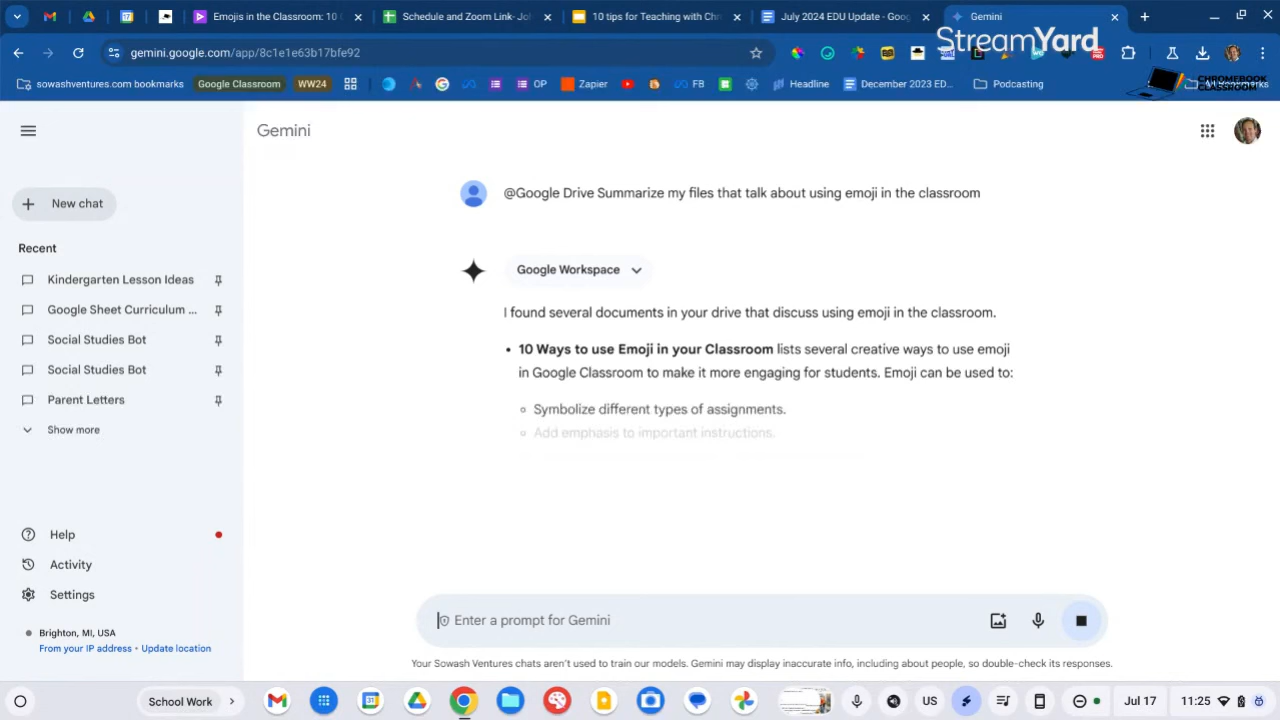 Emojis in the Classroom: 10
Schedule and Zoom Link- Jo
10 tips for Teaching with Chr
July 2024 EDU Update - Goog
Gemini
StreamYard
gemini.google.com/app/8c1e1e63b17bfe92
sowashventures.com bookmarks
Google Classroom
WW24
OP
Zapier
FB
Headline
December 2023 ED...
Podcasting
CHROMEBOOK
CLASSROOM
Gemini
New chat
Recent
Kindergarten Lesson Ideas
Google Sheet Curriculum ...
Social Studies Bot
Social Studies Bot
Parent Letters
Show more
Help
Activity
Settings
Brighton, MI, USA
From your IP address • Update location
@Google Drive Summarize my files that talk about using emoji in the classroom
Google Workspace
I found several documents in your drive that discuss using emoji in the classroom.
• 10 Ways to use Emoji in your Classroom lists several creative ways to use emoji
in Google Classroom to make it more engaging for students. Emoji can be used to:
Symbolize different types of assignments.
Add emphasis to important instructions.
Enter a prompt for Gemini
Your Sowash Ventures chats aren't used to train our models. Gemini may display inaccurate info, including about people, so double-check its responses.
School Work
US
Jul 17
11:25